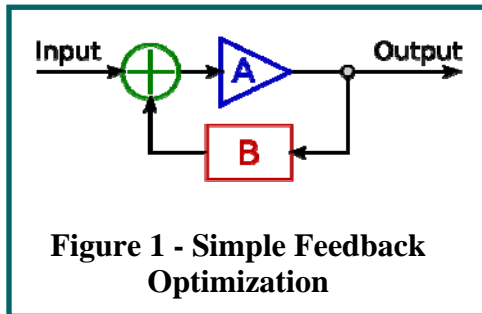 Input
A
Output
B
Figure 1 - Simple Feedback
Optimization